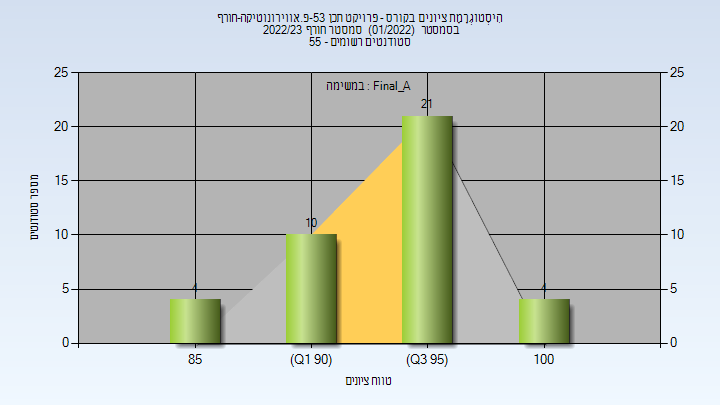 היסטוגרמת ציונים בקורס - פרויקט תכן 53-פ.אווירונוטיקה-חורף
בסמסטר (01/2022) סמסטר חורף 2022/23
סטודנטים רשומים - 55
במשימה : Final_A
מספר סטודנטים
25 25
20 20
15 15
10 10
5 5
0 0
4 10 21 4
85 (Q1 90) (Q3 95) 100
טווח ציונים